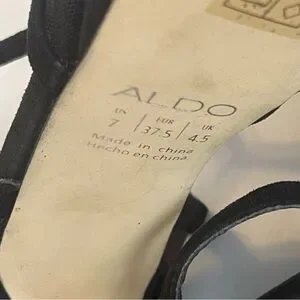 ALDO
US EUR UK
7 37.5 4.5
Made in china
Hecho en china